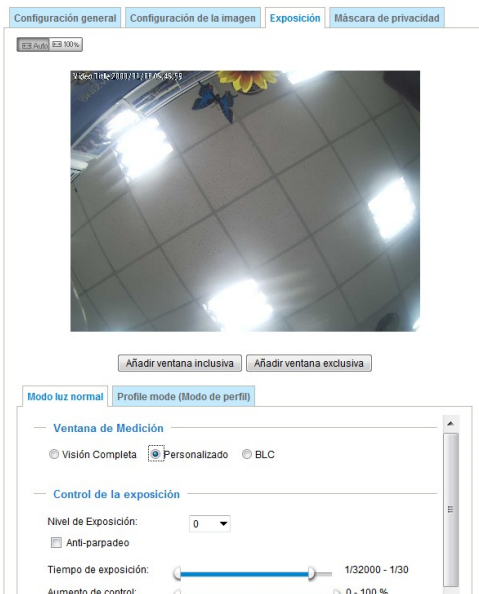 Configuración general
Configuración de la imagen
Exposición
Máscara de privacidad
Auto
100%
Añadir ventana inclusiva
Añadir ventana exclusiva
Modo luz normal
Profile mode (Modo de perfil)
Ventana de Medición
Visión Completa
Personalizado
BLC
Control de la exposición
Nivel de Exposición:
0
Anti-parpadeo
Tiempo de exposición:
1/32000 - 1/30
Aumento de control:
0 - 100 %